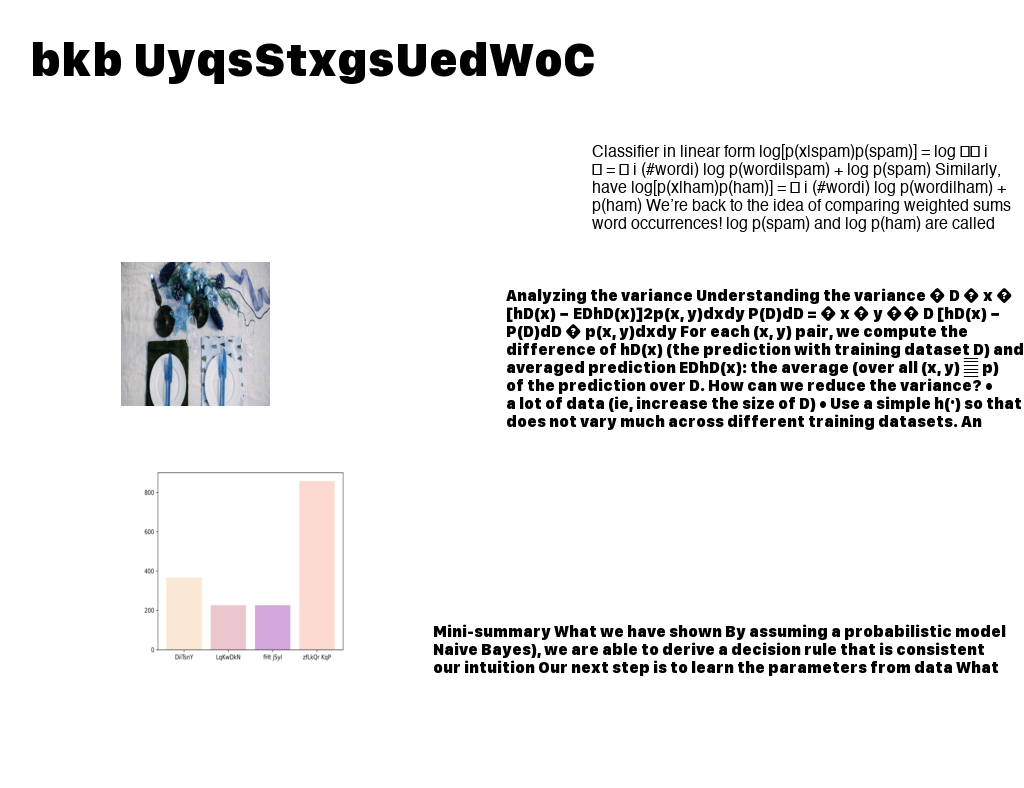 bkb UyqsStxgsUedWoC
Classifier in linear form log[p(x|spam)p(spam)] = log □□ i
□ = □ i (#wordi) log p(wordi|spam) + log p(spam) Similarly,
have log[p(x|ham)p(ham)] = □ i (#wordi) log p(wordi|ham) +
p(ham) We're back to the idea of comparing weighted sums
word occurrences! log p(spam) and log p(ham) are called
Analyzing the variance Understanding the variance � D � x �
[hD(x) − EDhD(x)]2p(x, y)dxdy P(D)dD = � x � y �� D [hD(x) −
P(D)dD � p(x, y)dxdy For each (x, y) pair, we compute the
difference of hD(x) (the prediction with training dataset D) and
averaged prediction EDhD(x): the average (over all (x, y) p)
of the prediction over D. How can we reduce the variance? •
a lot of data (ie, increase the size of D) • Use a simple h(·) so that
does not vary much across different training datasets. An
800
600
400
200
0
DiiTsnY LqKwDkN fHt jSyl zfLkQr KqP
Mini-summary What we have shown By assuming a probabilistic model
Naive Bayes), we are able to derive a decision rule that is consistent
our intuition Our next step is to learn the parameters from data What